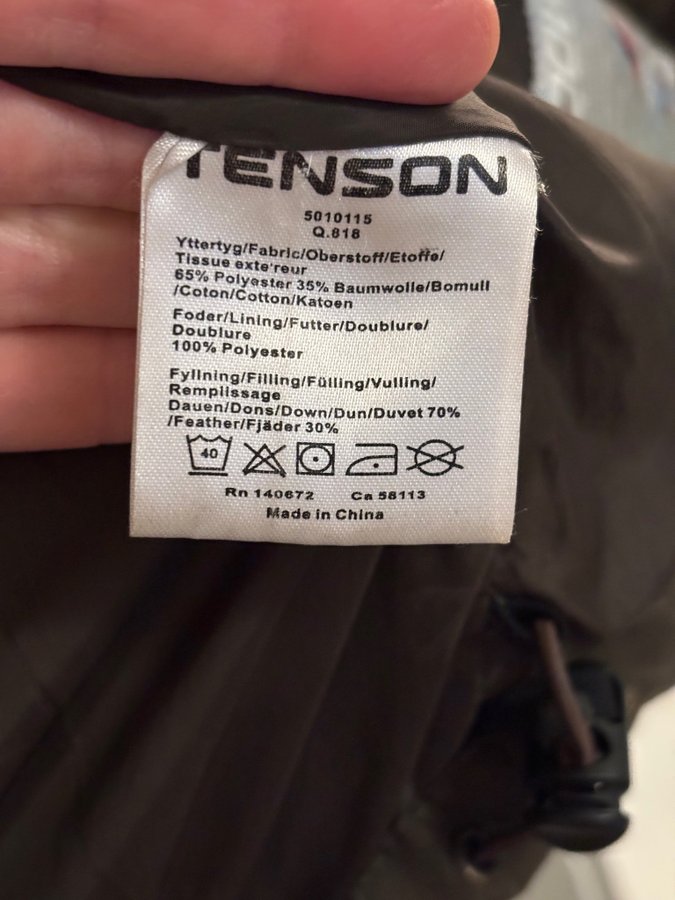 TENSON
5010115
Q.818
Yttertyg/Fabric/Oberstoff/Etoffe/
Tissue exte'reur
65% Polyester 35% Baumwolle/Bomull
/Coton/Cotton/Katoen
Foder/Lining/Futter/Doublure/
Doublure
100% Polyester
Fyllning/Filling/Fülling/Vulling/
Remplissage
Dauen/Dons/Down/Dun/Duvet 70%
/Feather/Fjäder 30%
40
Rn 140672 Ca 58113
Made in China